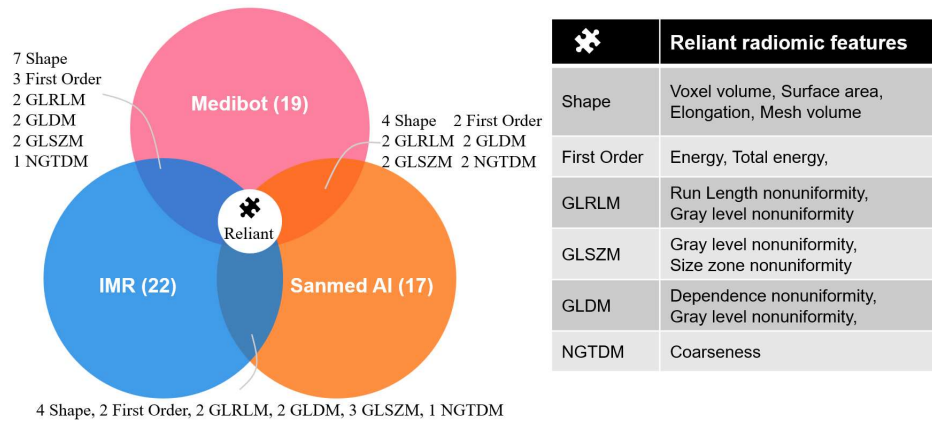 7 Shape
3 First Order
2 GLRLM
2 GLDM
2 GLSZM
1 NGTDM
Medibot (19)
4 Shape 2 First Order
2 GLRLM 2 GLDM
2 GLSZM 2 NGTDM
Reliant
IMR (22)
Sanmed AI (17)
4 Shape, 2 First Order, 2 GLRLM, 2 GLDM, 3 GLSZM, 1 NGTDM
Reliant radiomic features
Shape
Voxel volume, Surface area,
Elongation, Mesh volume
First Order
Energy, Total energy,
GLRLM
Run Length nonuniformity,
Gray level nonuniformity
GLSZM
Gray level nonuniformity,
Size zone nonuniformity
GLDM
Dependence nonuniformity,
Gray level nonuniformity,
NGTDM
Coarseness